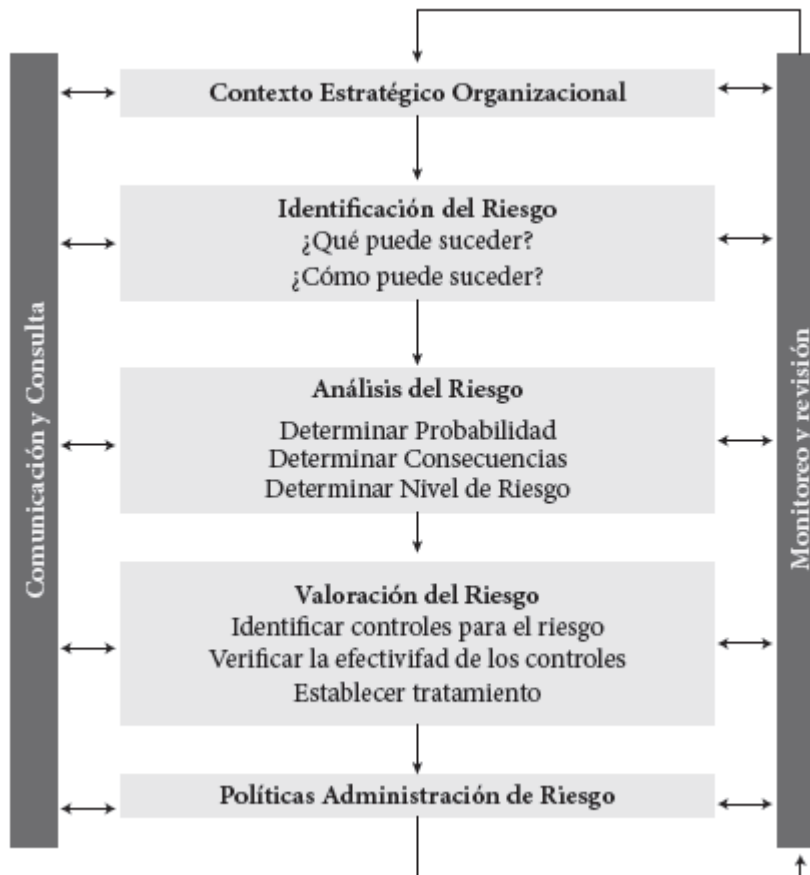 Contexto Estratégico Organizacional
Identificación del Riesgo
¿Qué puede suceder?
¿Cómo puede suceder?
Análisis del Riesgo
Determinar Probabilidad
Determinar Consecuencias
Determinar Nivel de Riesgo
Valoración del Riesgo
Identificar controles para el riesgo
Verificar la efectivifad de los controles
Establecer tratamiento
Políticas Administración de Riesgo
Comunicación y Consulta
Monitoreo y revisión